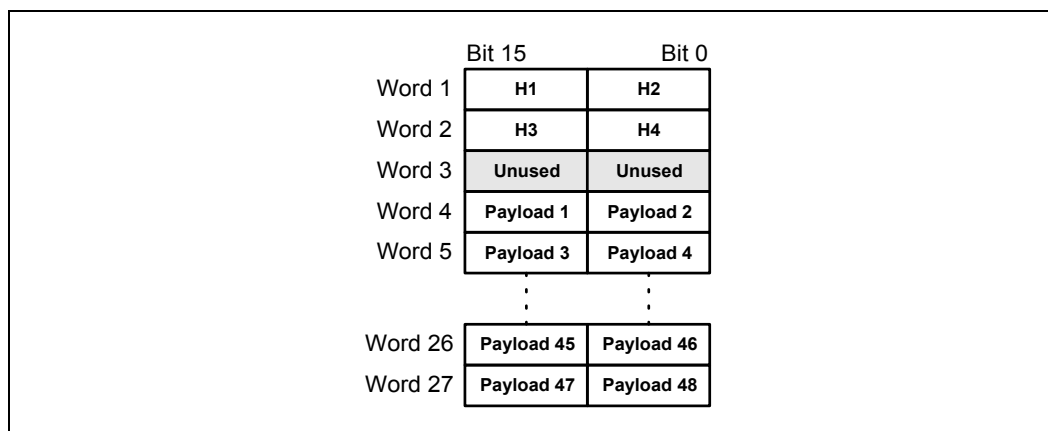 Bit 15 Bit 0
Word 1 H1 H2
Word 2 H3 H4
Word 3 Unused Unused
Word 4 Payload 1 Payload 2
Word 5 Payload 3 Payload 4
Word 26 Payload 45 Payload 46
Word 27 Payload 47 Payload 48